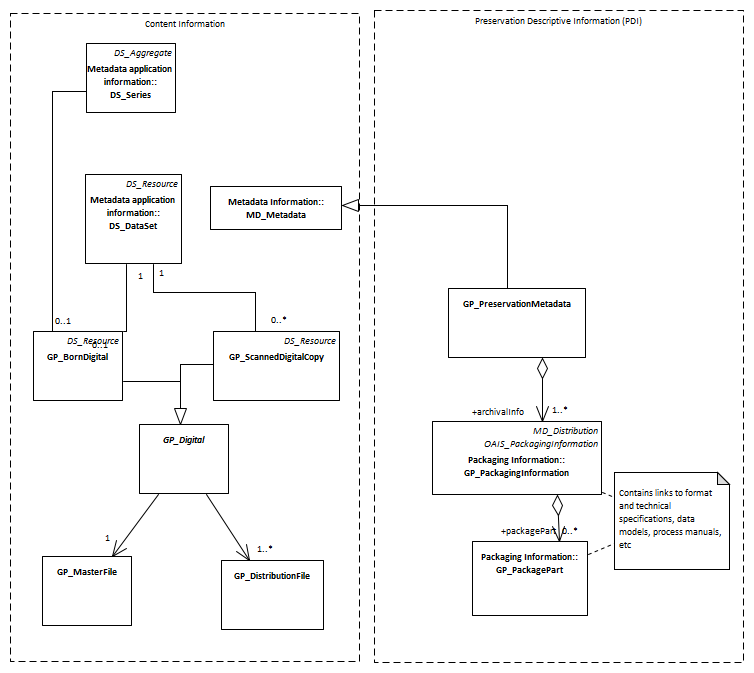 Content Information
DS_Aggregate
Metadata application
information::
DS_Series
DS_Resource
Metadata application
information::
DS_DataSet
Metadata Information::
MD_Metadata
1
1
0..1
0..*
DS_Resource
0..1
GP_BornDigital
DS_Resource
GP_ScannedDigitalCopy
GP_Digital
1
1..*
GP_MasterFile
GP_DistributionFile
Preservation Descriptive Information (PDI)
GP_PreservationMetadata
+archivalInfo
1..*
MD_Distribution
OAIS_PackagingInformation
Packaging Information::
GP_PackagingInformation
+packagePart
0..*
Packaging Information::
GP_PackagePart
Contains links to format
and technical
specifications, data
models, process manuals,
etc